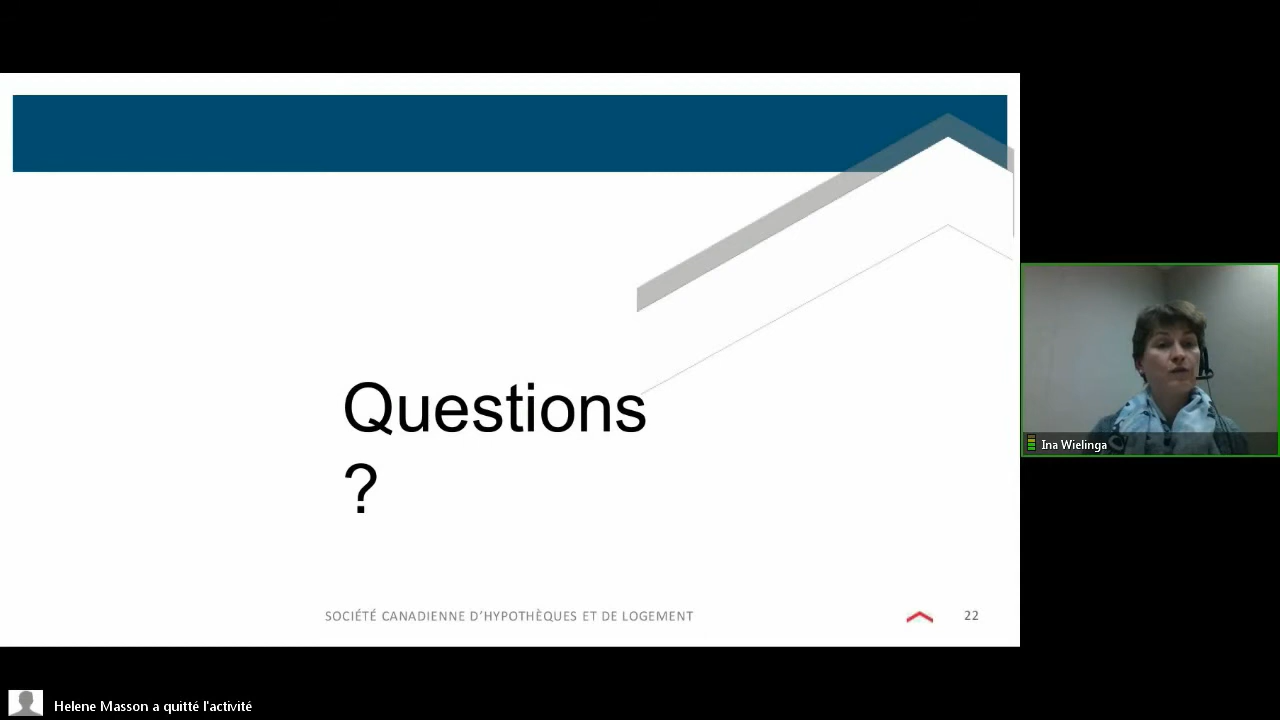 Questions
?
SOCIÉTÉ CANADIENNE D’HYPOTHÈQUES ET DE LOGEMENT
22
Ina Wielinga
Helene Masson a quitté l'activité